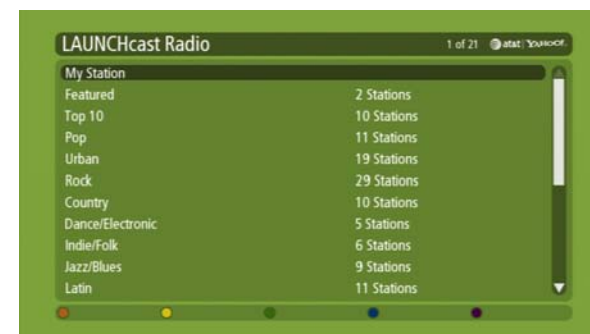 LAUNCHcast Radio 1 of 21 at&t YAHOO!.
My Station
Featured 2 Stations
Top 10 10 Stations
Pop 11 Stations
Urban 19 Stations
Rock 29 Stations
Country 10 Stations
Dance/Electronic 5 Stations
Indie/Folk 6 Stations
Jazz/Blues 9 Stations
Latin 11 Stations